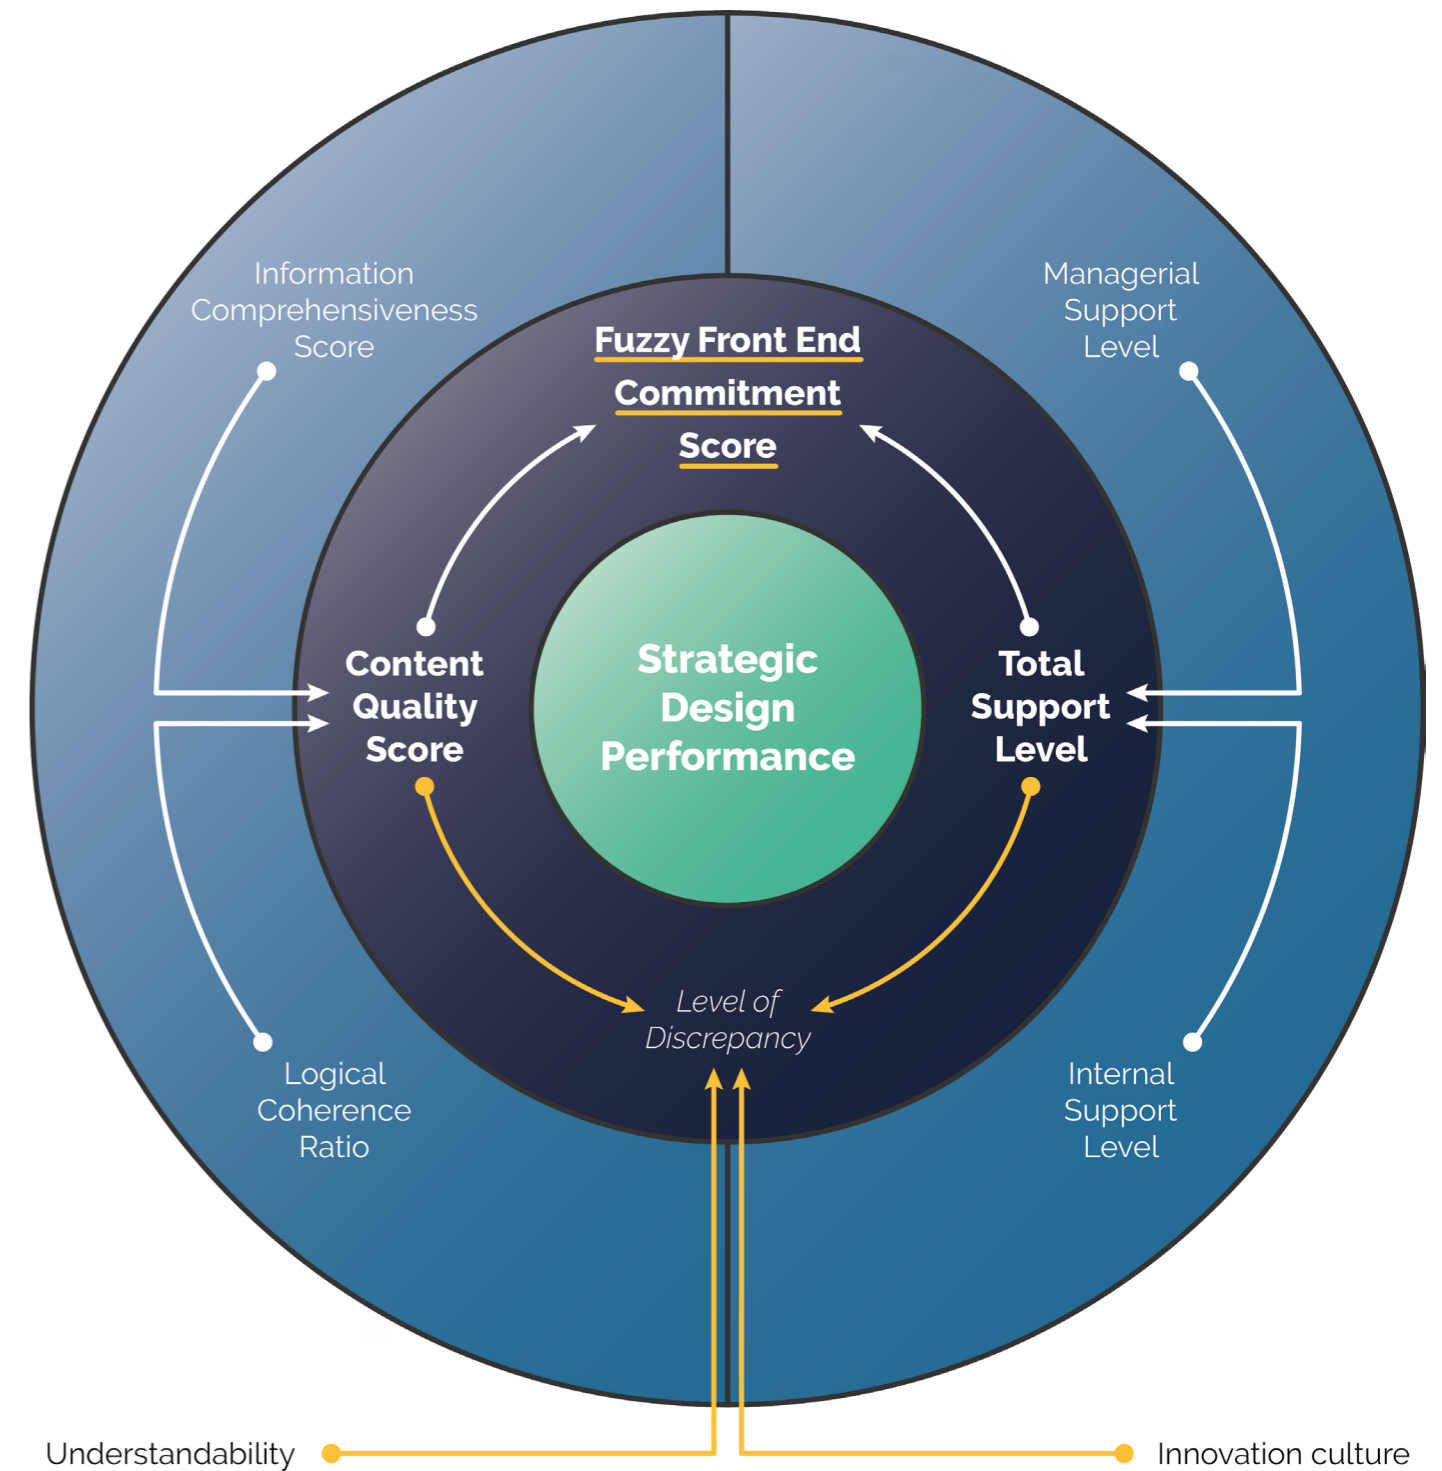 Information
Comprehensiveness
Score
Managerial
Support
Level
Fuzzy Front End
Commitment
Score
Content
Quality
Score
Strategic
Design
Performance
Total
Support
Level
Level of
Discrepancy
Logical
Coherence
Ratio
Internal
Support
Level
Understandability
Innovation culture